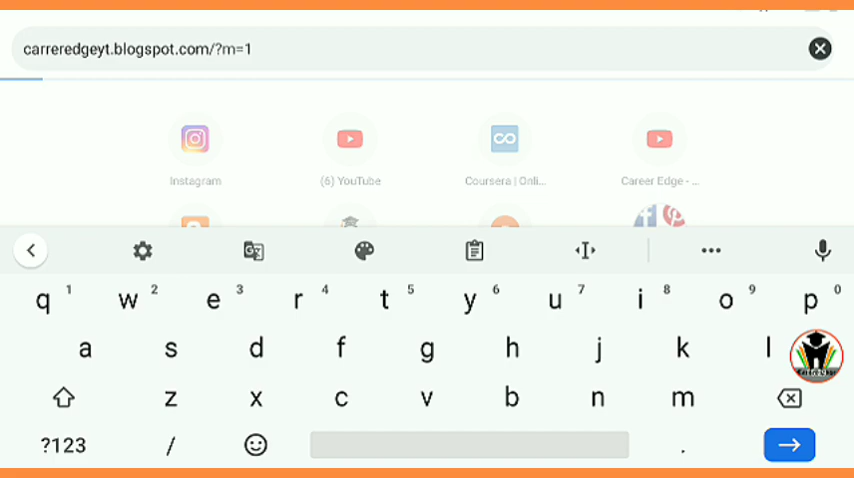 carreredgeyt.blogspot.com/?m=1
Instagram
(6) YouTube
Coursera | Onli...
Career Edge - ...
q 1 w 2 e 3 r 4 t 5 y 6 u 7 i 8 o 9 p 0
a s d f g h j k l
z x c v b n m
?123 / .